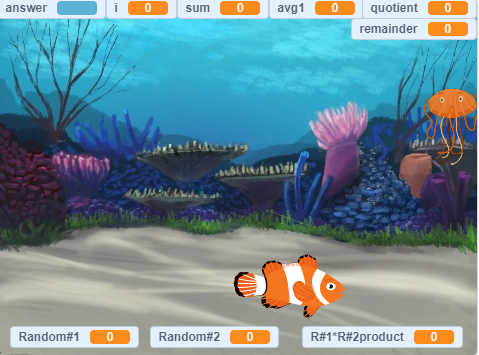 answer i 0 sum 0 avg1 0 quotient 0
remainder 0
Random#1 0 Random#2 0 R#1*R#2product 0